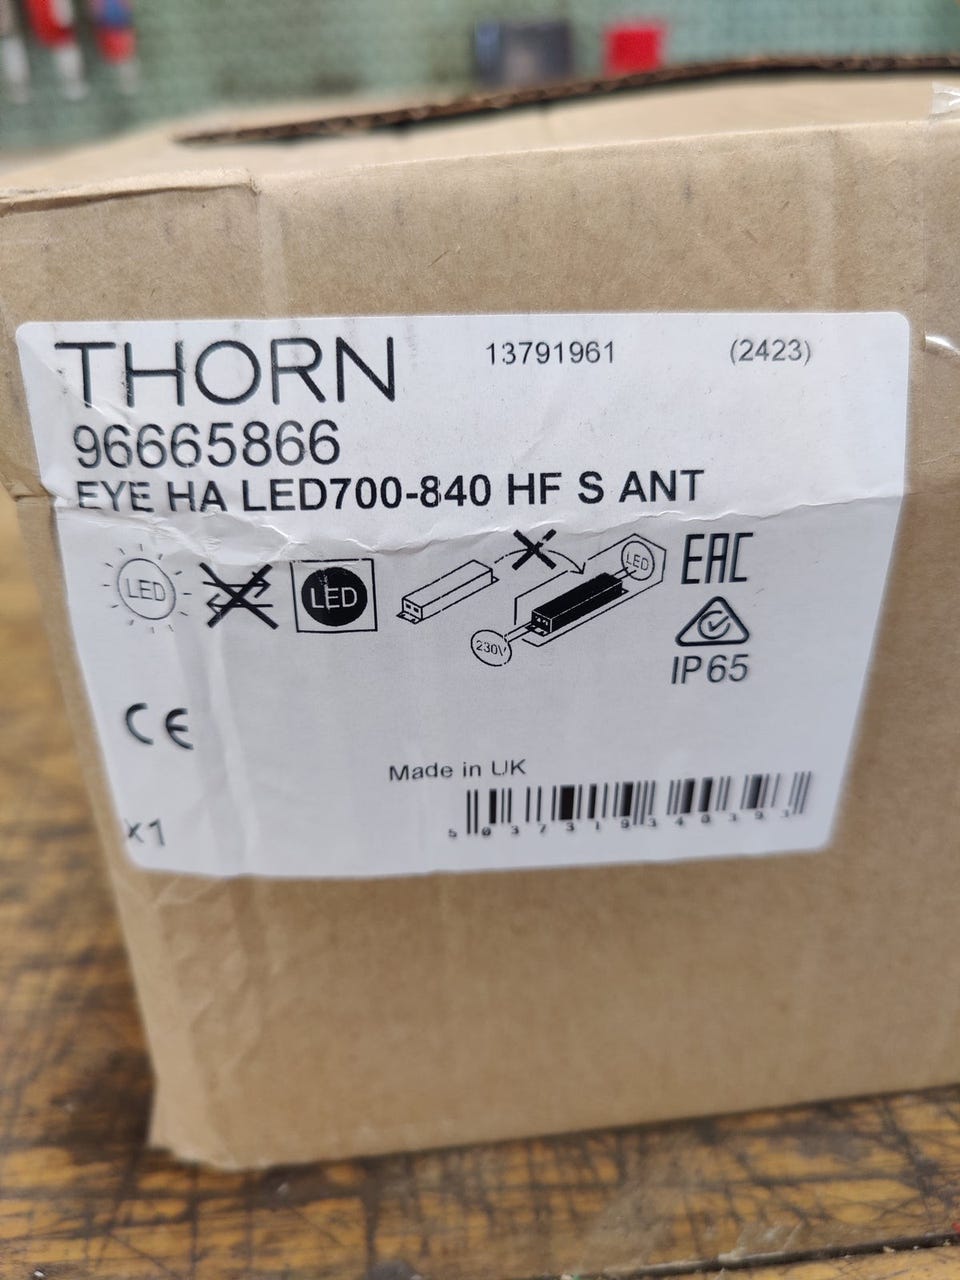 THORN
13791961
(2423)
96665866
EYE HA LED700-840 HF S ANT
LED
LED
230V
LED
EAC
IP65
CE
Made in UK
x1
5037319348393